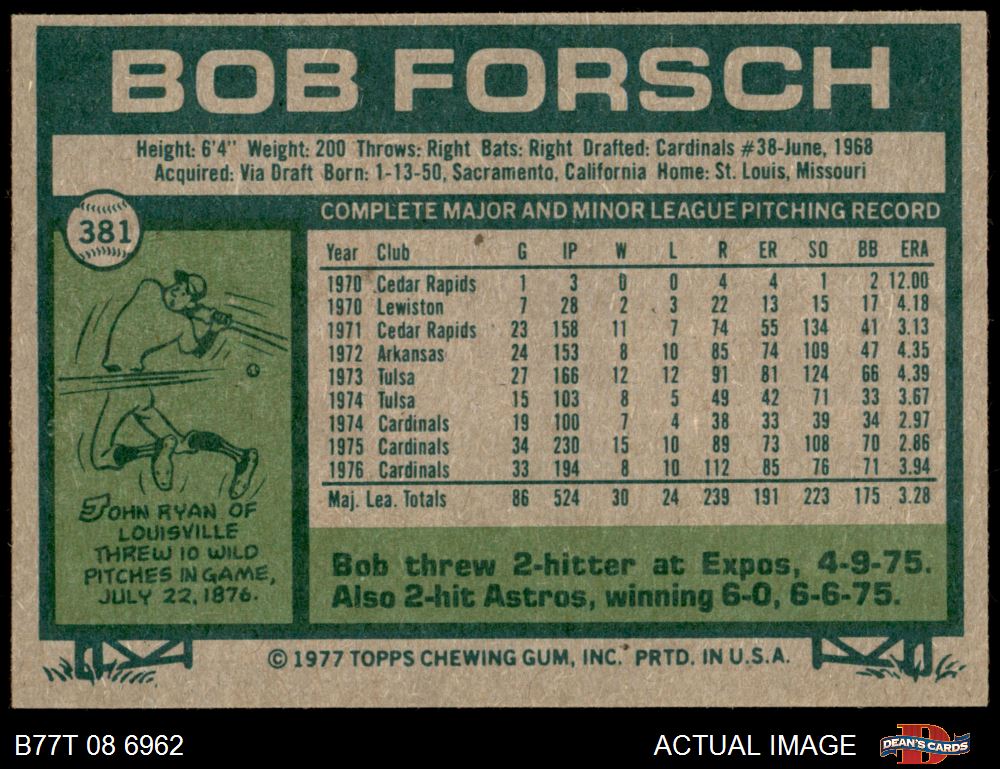 BOB FORSCH
Height: 6'4" Weight: 200 Throws: Right Bats: Right Drafted: Cardinals #38-June, 1968
Acquired: Via Draft Born: 1-13-50, Sacramento, California Home: St. Louis, Missouri
381
COMPLETE MAJOR AND MINOR LEAGUE PITCHING RECORD
Year Club G IP W L R ER SO BB ERA
1970 Cedar Rapids 1 3 0 0 4 4 1 2 12.00
1970 Lewiston 7 28 2 3 22 13 15 17 4.18
1971 Cedar Rapids 23 158 11 7 74 55 134 41 3.13
1972 Arkansas 24 153 8 10 85 74 109 47 4.35
1973 Tulsa 27 166 12 12 91 81 124 66 4.39
1974 Tulsa 15 103 8 5 49 42 71 33 3.67
1974 Cardinals 19 100 7 4 38 33 39 34 2.97
1975 Cardinals 34 230 15 10 89 73 108 70 2.86
1976 Cardinals 33 194 8 10 112 85 76 71 3.94
Maj. Lea. Totals 86 524 30 24 239 191 223 175 3.28
JOHN RYAN OF
LOUISVILLE
THREW 10 WILD
PITCHES IN GAME,
JULY 22, 1876.
Bob threw 2-hitter at Expos, 4-9-75.
Also 2-hit Astros, winning 6-0, 6-6-75.
© 1977 TOPPS CHEWING GUM, INC. PRTD. IN U.S.A.
B77T 08 6962
ACTUAL IMAGE
B
DEAN'S CARDS